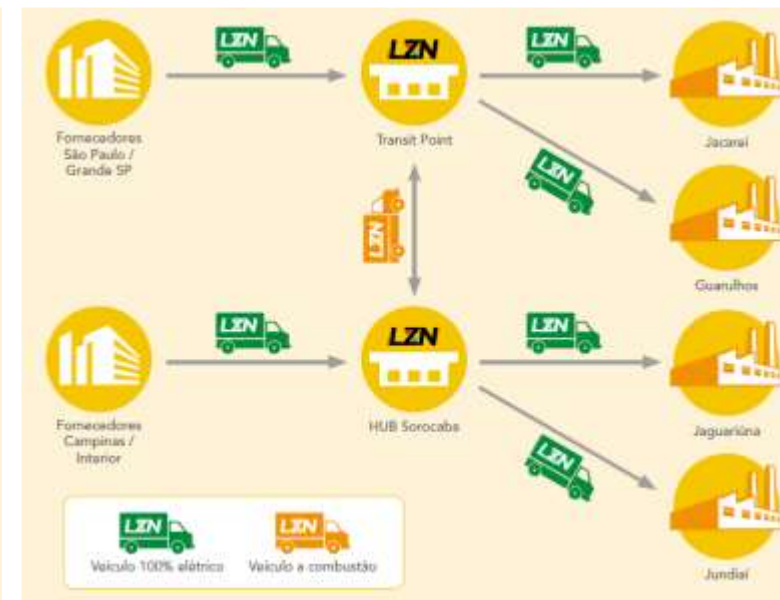 LZN
LZN
LZN
Fornecedores
São Paulo /
Grande SP
Transit Point
Jacareí
LZN
LZN
Guarulhos
LZN
LZN
LZN
Fornecedores
Campinas /
Interior
HUB Sorocaba
Jaguariúna
LZN
LZN
LZN
Veículo 100% elétrico
Veículo a combustão
Jundiaí